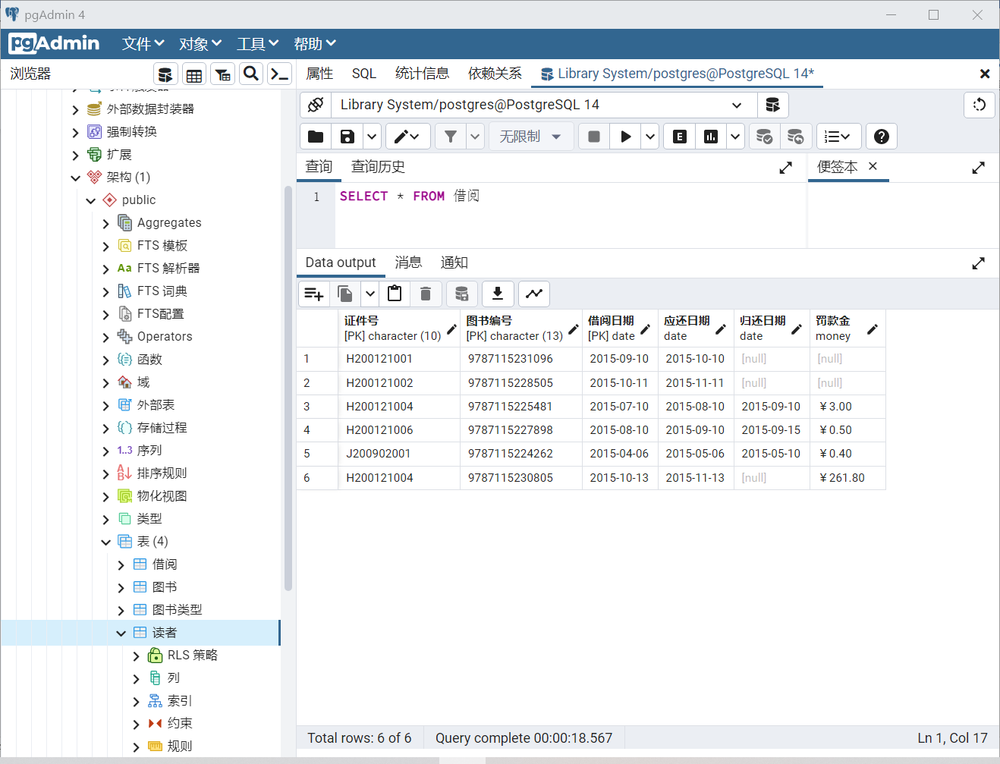 pgAdmin 4
pgAdmin 文件 对象 工具 帮助
浏览器
属性 SQL 统计信息 依赖关系 Library System/postgres@PostgreSQL 14*
外部数据封装器
强制转换
扩展
架构 (1)
public
Aggregates
FTS 模板
Aa FTS 解析器
FTS 词典
FTS配置
Operators
函数
域
外部表
存储过程
1..3 序列
排序规则
物化视图
类型
表 (4)
借阅
图书
图书类型
读者
RLS 策略
列
索引
约束
规则
Library System/postgres@PostgreSQL 14
无限制
E
查询 查询历史
便签本
1 SELECT * FROM 借阅
Data output 消息 通知
证件号 图书编号 借阅日期 应还日期 归还日期 罚款金
[PK] character (10) [PK] character (13) [PK] date date date money
1 H200121001 9787115231096 2015-09-10 2015-10-10 [null] [null]
2 H200121002 9787115228505 2015-10-11 2015-11-11 [null] [null]
3 H200121004 9787115225481 2015-07-10 2015-08-10 2015-09-10 ¥3.00
4 H200121006 9787115227898 2015-08-10 2015-09-10 2015-09-15 ¥0.50
5 J200902001 9787115224262 2015-04-06 2015-05-06 2015-05-10 ¥0.40
6 H200121004 9787115230805 2015-10-13 2015-11-13 [null] ¥261.80
Total rows: 6 of 6 Query complete 00:00:18.567 Ln 1, Col 17